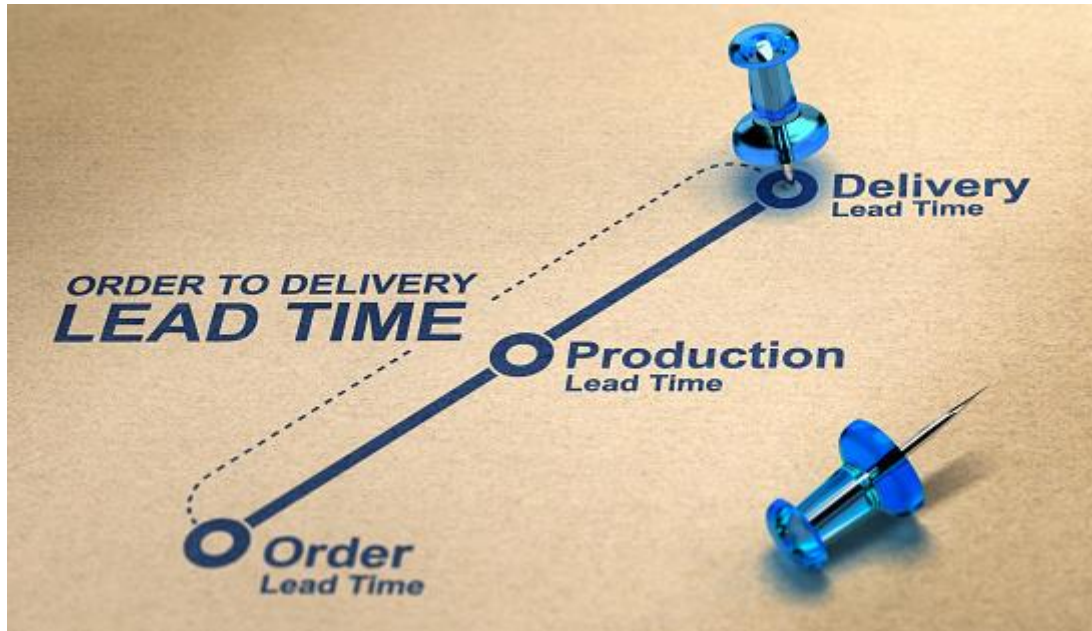 Delivery
Lead Time
ORDER TO DELIVERY
LEAD TIME
Production
Lead Time
Order
Lead Time